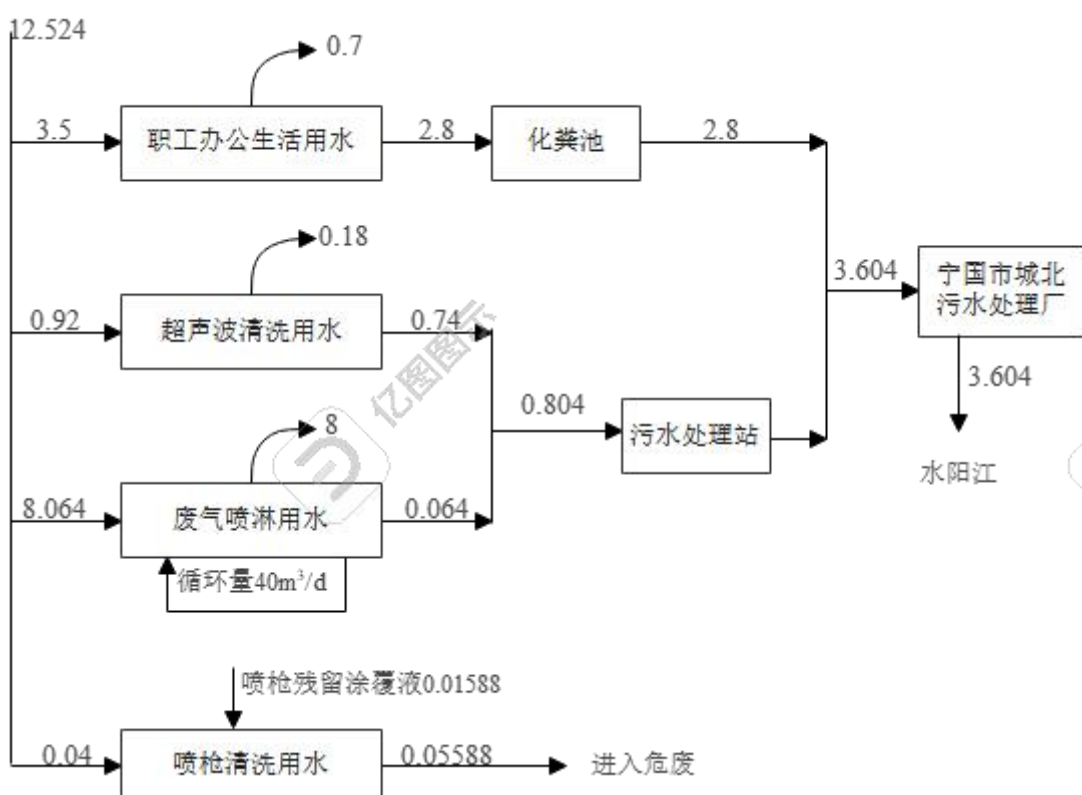 12.524
0.7
3.5
职工办公生活用水
2.8
化粪池
2.8
0.18
0.92
超声波清洗用水
0.74
3.604
宁国市城北
污水处理厂
3.604
水阳江
0.804
污水处理站
8
8.064
废气喷淋用水
0.064
循环量40m³/d
喷枪残留涂覆液0.01588
0.04
喷枪清洗用水
0.05588
进入危废
亿图图示